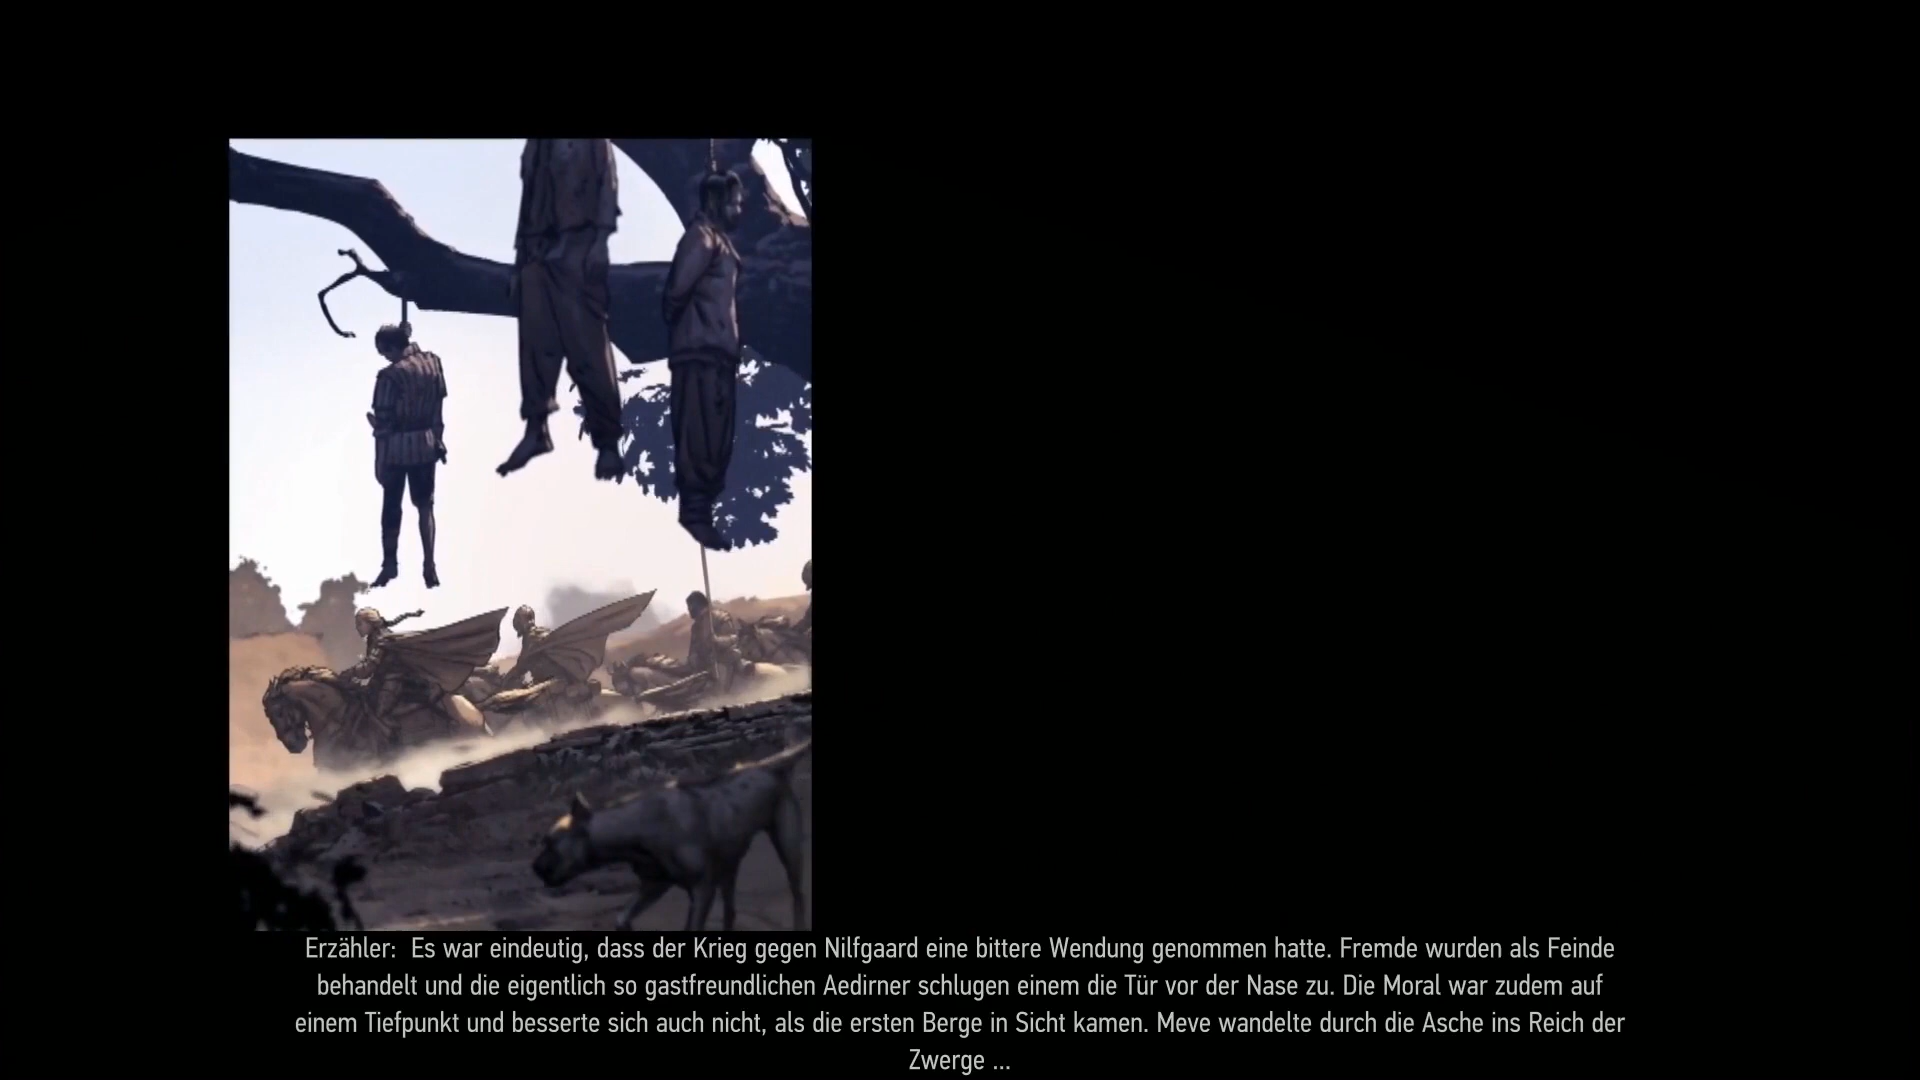 Erzähler:  Es war eindeutig, dass der Krieg gegen Nilfgaard eine bittere Wendung genommen hatte. Fremde wurden als Feinde
behandelt und die eigentlich so gastfreundlichen Aedirner schlugen einem die Tür vor der Nase zu. Die Moral war zudem auf
einem Tiefpunkt und besserte sich auch nicht, als die ersten Berge in Sicht kamen. Meve wandelte durch die Asche ins Reich der
Zwerge ...